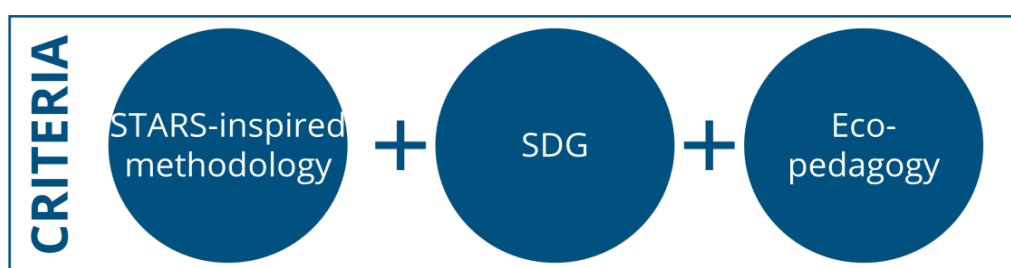 CRITERIA
STARS-inspired
methodology
+
SDG
+
Eco-
pedagogy